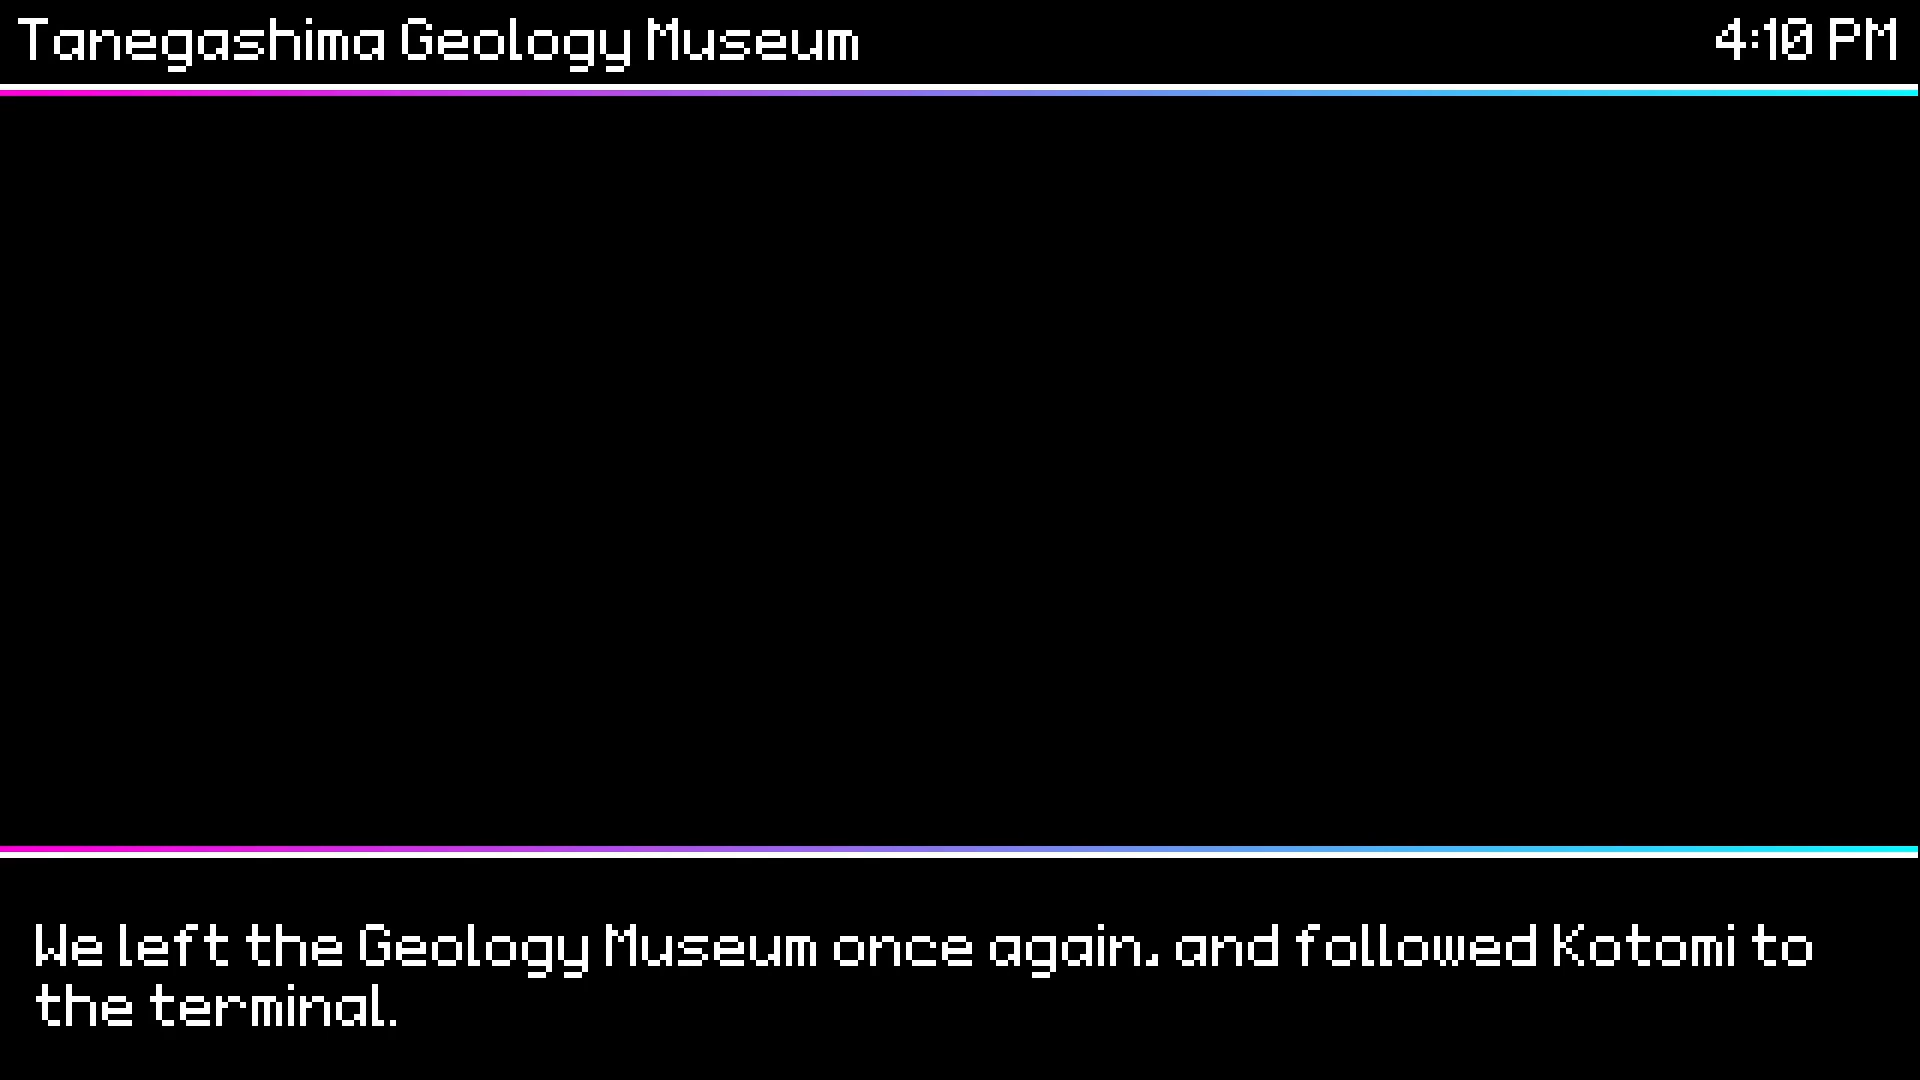 Tanegashima Geology Museum
4:10 PM
We left the Geology Museum once again, and followed Kotomi to
the terminal.